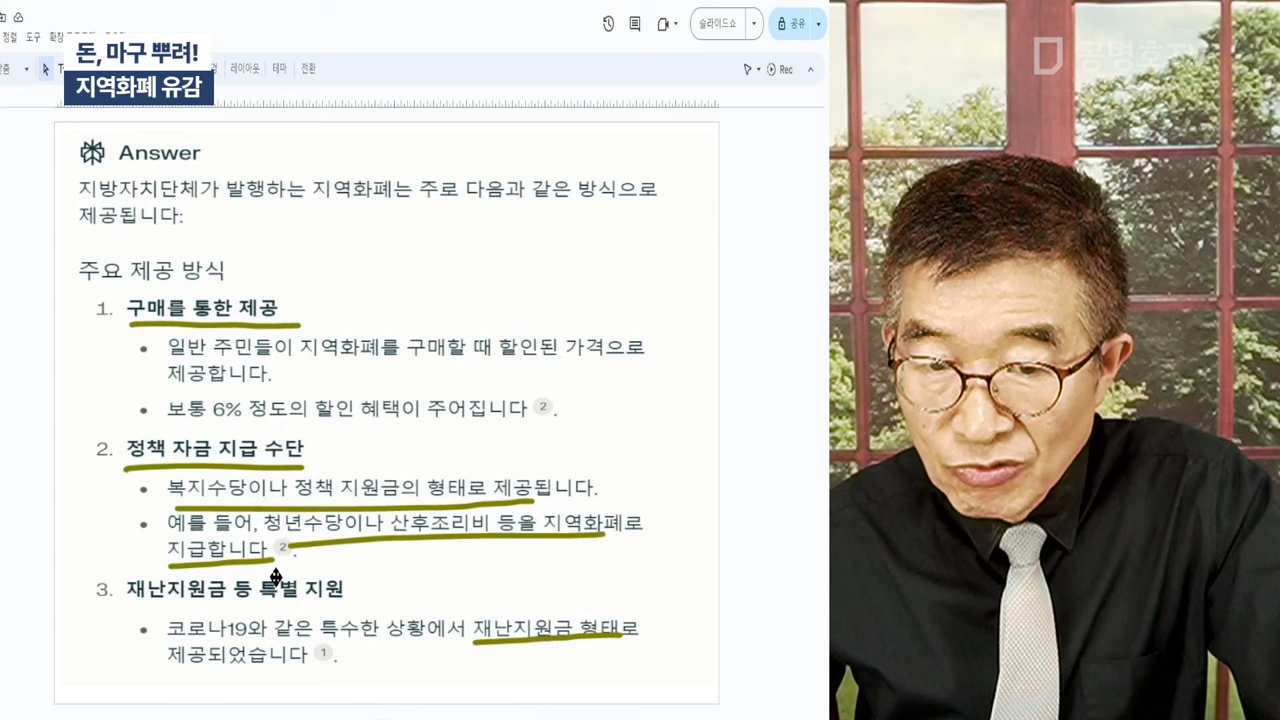 정렬 도구
돈, 마구 뿌려!
지역화폐 유감
레이아웃 테마 전환
슬라이드쇼
공유
Rec
공병호TV
Answer
지방자치단체가 발행하는 지역화폐는 주로 다음과 같은 방식으로
제공됩니다:
주요 제공 방식
1. 구매를 통한 제공
• 일반 주민들이 지역화폐를 구매할 때 할인된 가격으로
제공합니다.
• 보통 6% 정도의 할인 혜택이 주어집니다 2.
2. 정책 자금 지급 수단
• 복지수당이나 정책 지원금의 형태로 제공됩니다.
• 예를 들어, 청년수당이나 산후조리비 등을 지역화폐로
지급합니다 2.
3. 재난지원금 등 특별 지원
• 코로나19와 같은 특수한 상황에서 재난지원금 형태로
제공되었습니다 1.